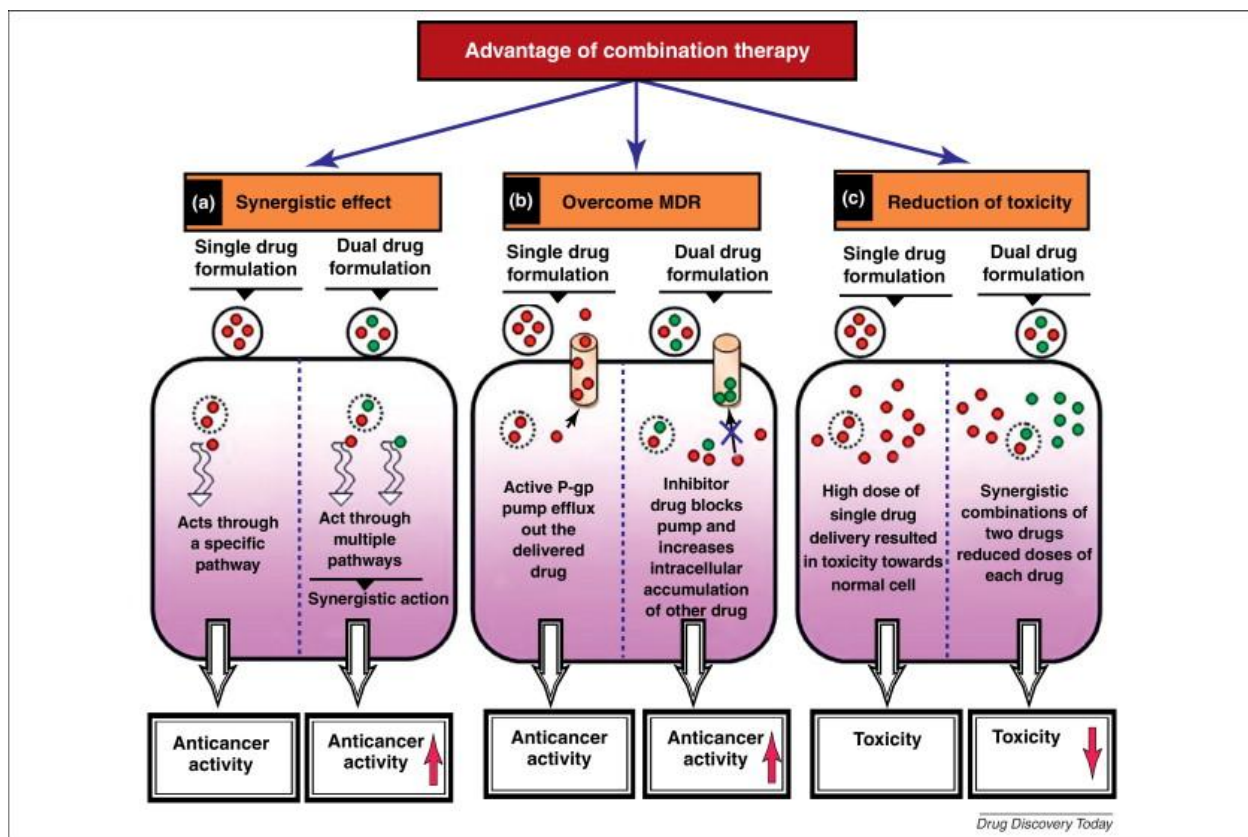 Advantage of combination therapy
(a) Synergistic effect
Single drug
formulation
Dual drug
formulation
Acts through
a specific
pathway
Act through
multiple
pathways
Synergistic action
Anticancer
activity
Anticancer
activity
(b) Overcome MDR
Single drug
formulation
Dual drug
formulation
Active P-gp
pump efflux
out the
delivered
drug
Inhibitor
drug blocks
pump and
increases
intracellular
accumulation
of other drug
Anticancer
activity
Anticancer
activity
(c) Reduction of toxicity
Single drug
formulation
Dual drug
formulation
High dose of
single drug
delivery resulted
in toxicity towards
normal cell
Synergistic
combinations of
two drugs
reduced doses of
each drug
Toxicity
Toxicity
Drug Discovery Today